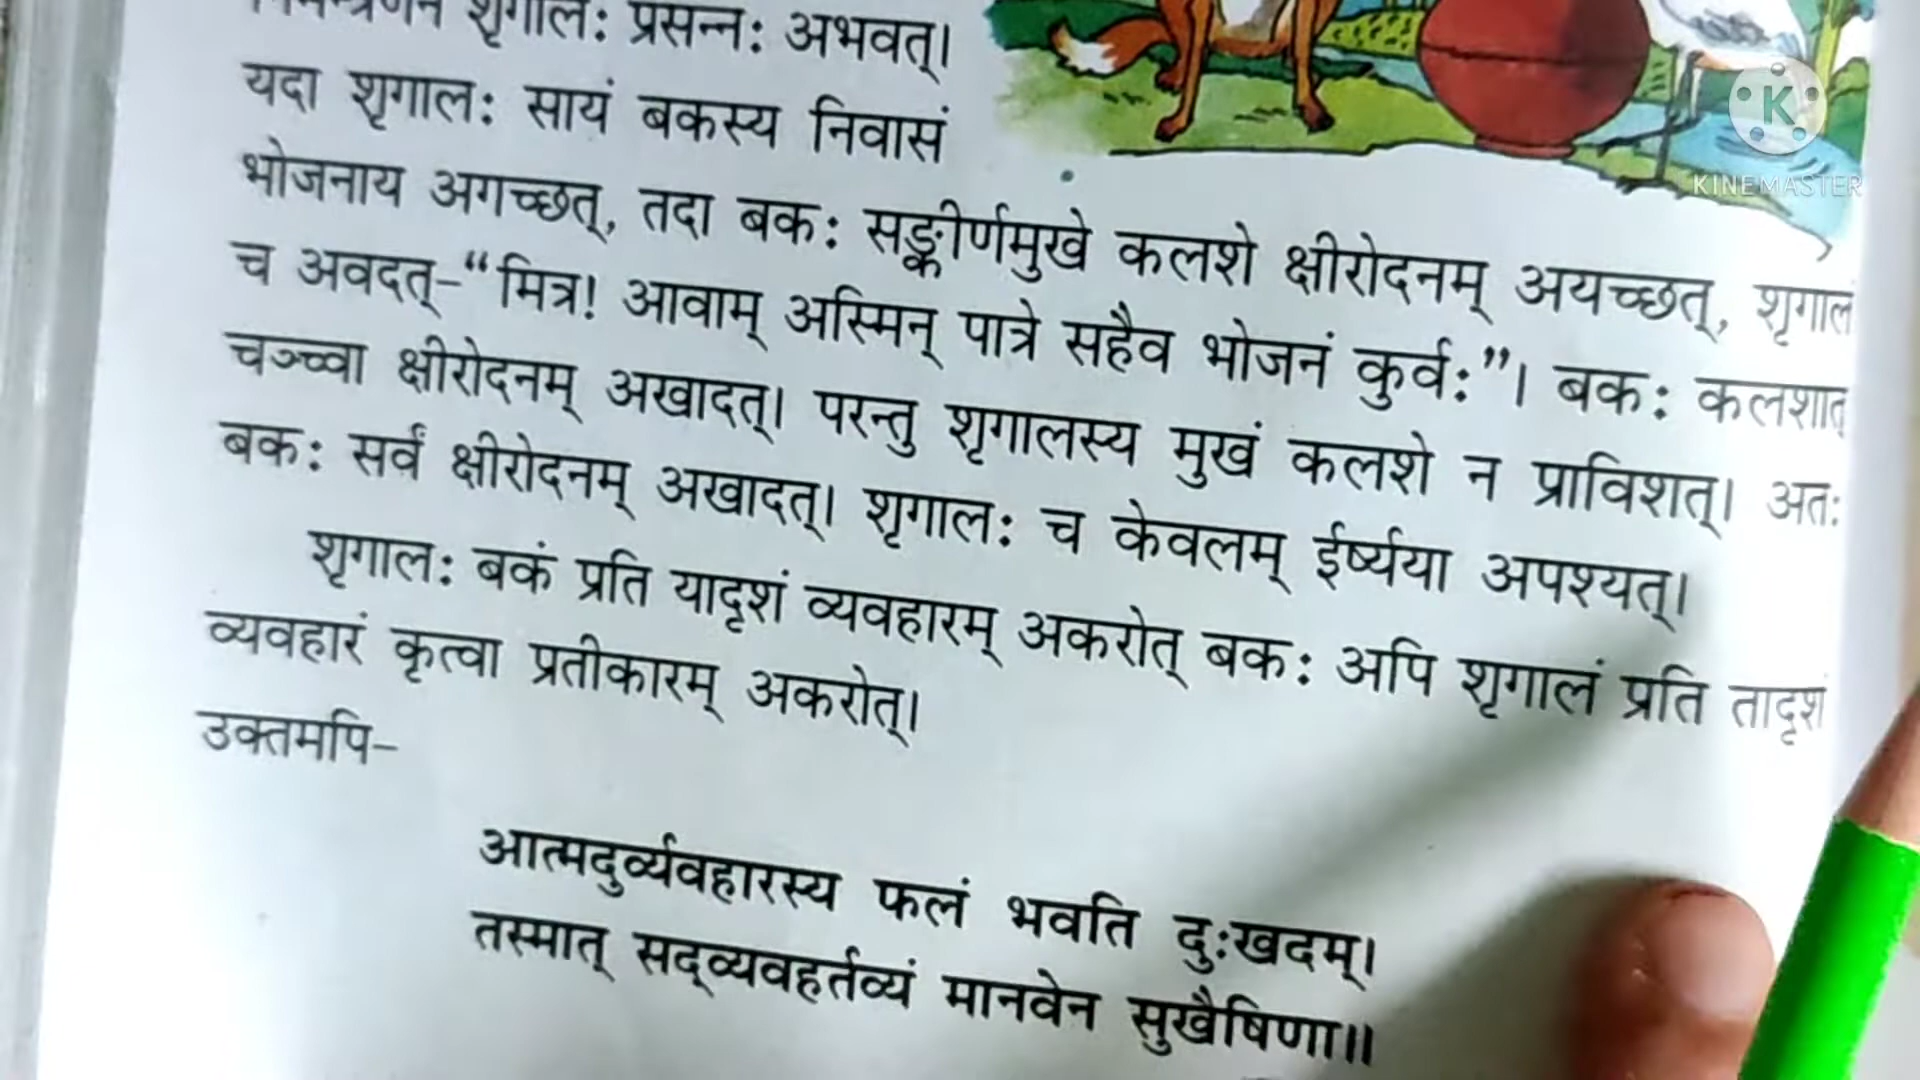 शृगालः प्रसन्नः अभवत्।
यदा शृगालः सायं बकस्य निवासं
भोजनाय अगच्छत्, तदा बकः सङ्कीर्णमुखे कलशे क्षीरोदनम् अयच्छत्, शृगालं
च अवदत्-“मित्र! आवाम् अस्मिन् पात्रे सहैव भोजनं कुर्वः”। बकः कलशात्
चञ्च्वा क्षीरोदनम् अखादत्। परन्तु शृगालस्य मुखं कलशे न प्राविशत्। अतः
बकः सर्वं क्षीरोदनम् अखादत्। शृगालः च केवलम् ईर्ष्यया अपश्यत्।
शृगालः बकं प्रति यादृशं व्यवहारम् अकरोत् बकः अपि शृगालं प्रति तादृशं
व्यवहारं कृत्वा प्रतीकारम् अकरोत्।
उक्तमपि-
आत्मदुर्व्यवहारस्य फलं भवति दुःखदम्।
तस्मात् सद्व्यवहर्तव्यं मानवेन सुखैषिणा॥
K
KINEMASTER